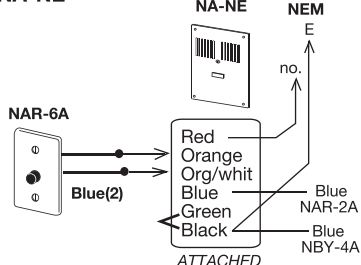 NA-NE
NA-NE
NEM
E
no.
NAR-6A
Blue(2)
Red
Orange
Org/whit
Blue
Green
Black
Blue
NAR-2A
Blue
NBY-4A
ATTACHED